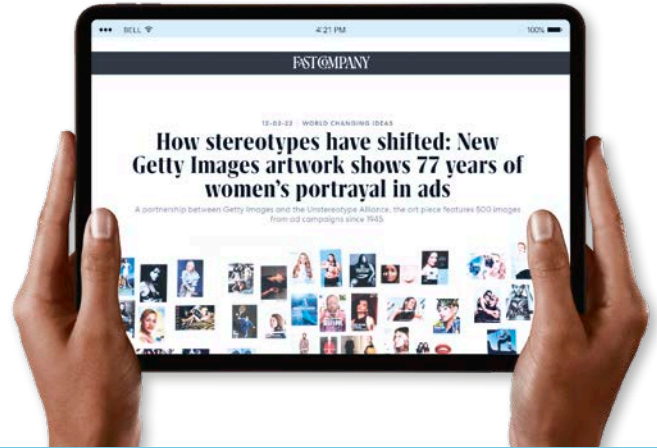 ••• BELL 4:21 PM 100%
FAST COMPANY
12-02-22 | WORLD CHANGING IDEAS
How stereotypes have shifted: New
Getty Images artwork shows 77 years of
women's portrayal in ads
A partnership between Getty Images and the Unstereotype Alliance, the art piece features 500 images
from ad campaigns since 1945.